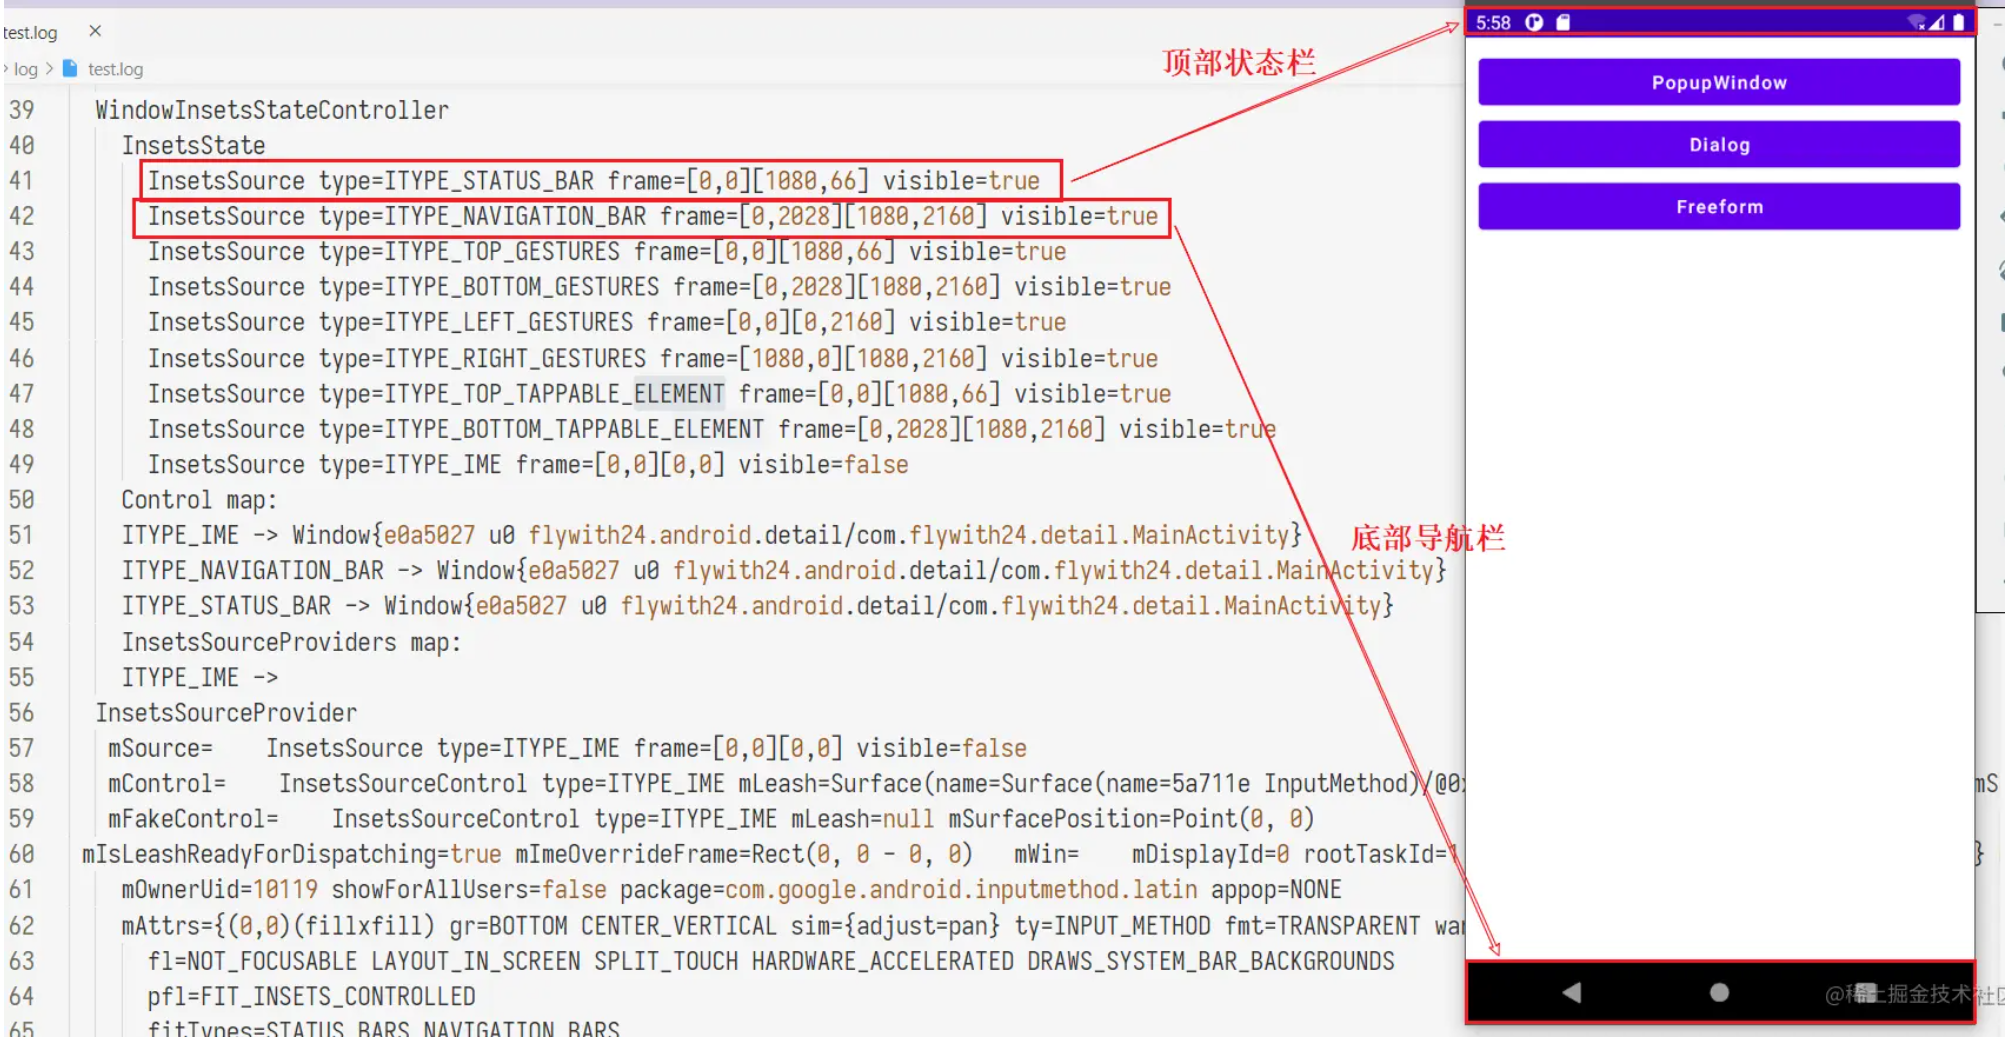 test.log
log > test.log
39 WindowInsetsStateController
40 InsetsState
41 InsetsSource type=ITYPE_STATUS_BAR frame=[0,0][1080,66] visible=true
42 InsetsSource type=ITYPE_NAVIGATION_BAR frame=[0,2028][1080,2160] visible=true
43 InsetsSource type=ITYPE_TOP_GESTURES frame=[0,0][1080,66] visible=true
44 InsetsSource type=ITYPE_BOTTOM_GESTURES frame=[0,2028][1080,2160] visible=true
45 InsetsSource type=ITYPE_LEFT_GESTURES frame=[0,0][0,2160] visible=true
46 InsetsSource type=ITYPE_RIGHT_GESTURES frame=[1080,0][1080,2160] visible=true
47 InsetsSource type=ITYPE_TOP_TAPPABLE_ELEMENT frame=[0,0][1080,66] visible=true
48 InsetsSource type=ITYPE_BOTTOM_TAPPABLE_ELEMENT frame=[0,2028][1080,2160] visible=true
49 InsetsSource type=ITYPE_IME frame=[0,0][0,0] visible=false
50 Control map:
51 ITYPE_IME -> Window{e0a5027 u0 flywith24.android.detail/com.flywith24.detail.MainActivity}
52 ITYPE_NAVIGATION_BAR -> Window{e0a5027 u0 flywith24.android.detail/com.flywith24.detail.MainActivity}
53 ITYPE_STATUS_BAR -> Window{e0a5027 u0 flywith24.android.detail/com.flywith24.detail.MainActivity}
54 InsetsSourceProviders map:
55 ITYPE_IME ->
56 InsetsSourceProvider
57 mSource= InsetsSource type=ITYPE_IME frame=[0,0][0,0] visible=false
58 mControl= InsetsSourceControl type=ITYPE_IME mLeash=Surface(name=Surface(name=5a711e InputMethod)/@0x mS
59 mFakeControl= InsetsSourceControl type=ITYPE_IME mLeash=null mSurfacePosition=Point(0, 0)
60 mIsLeashReadyForDispatching=true mImeOverrideFrame=Rect(0, 0 - 0, 0) mWin= mDisplayId=0 rootTaskId=1 }
61 mOwnerUid=10119 showForAllUsers=false package=com.google.android.inputmethod.latin appop=NONE
62 mAttrs={(0,0)(fillxfill) gr=BOTTOM CENTER_VERTICAL sim={adjust=pan} ty=INPUT_METHOD fmt=TRANSPARENT
63 fl=NOT_FOCUSABLE LAYOUT_IN_SCREEN SPLIT_TOUCH HARDWARE_ACCELERATED DRAWS_SYSTEM_BAR_BACKGROUNDS
64 pfl=FIT_INSETS_CONTROLLED
65 fitTypes=STATUS_BARS NAVIGATION_BARS
顶部状态栏
底部导航栏
5:58
PopupWindow
Dialog
Freeform
@稀土掘金技术社区